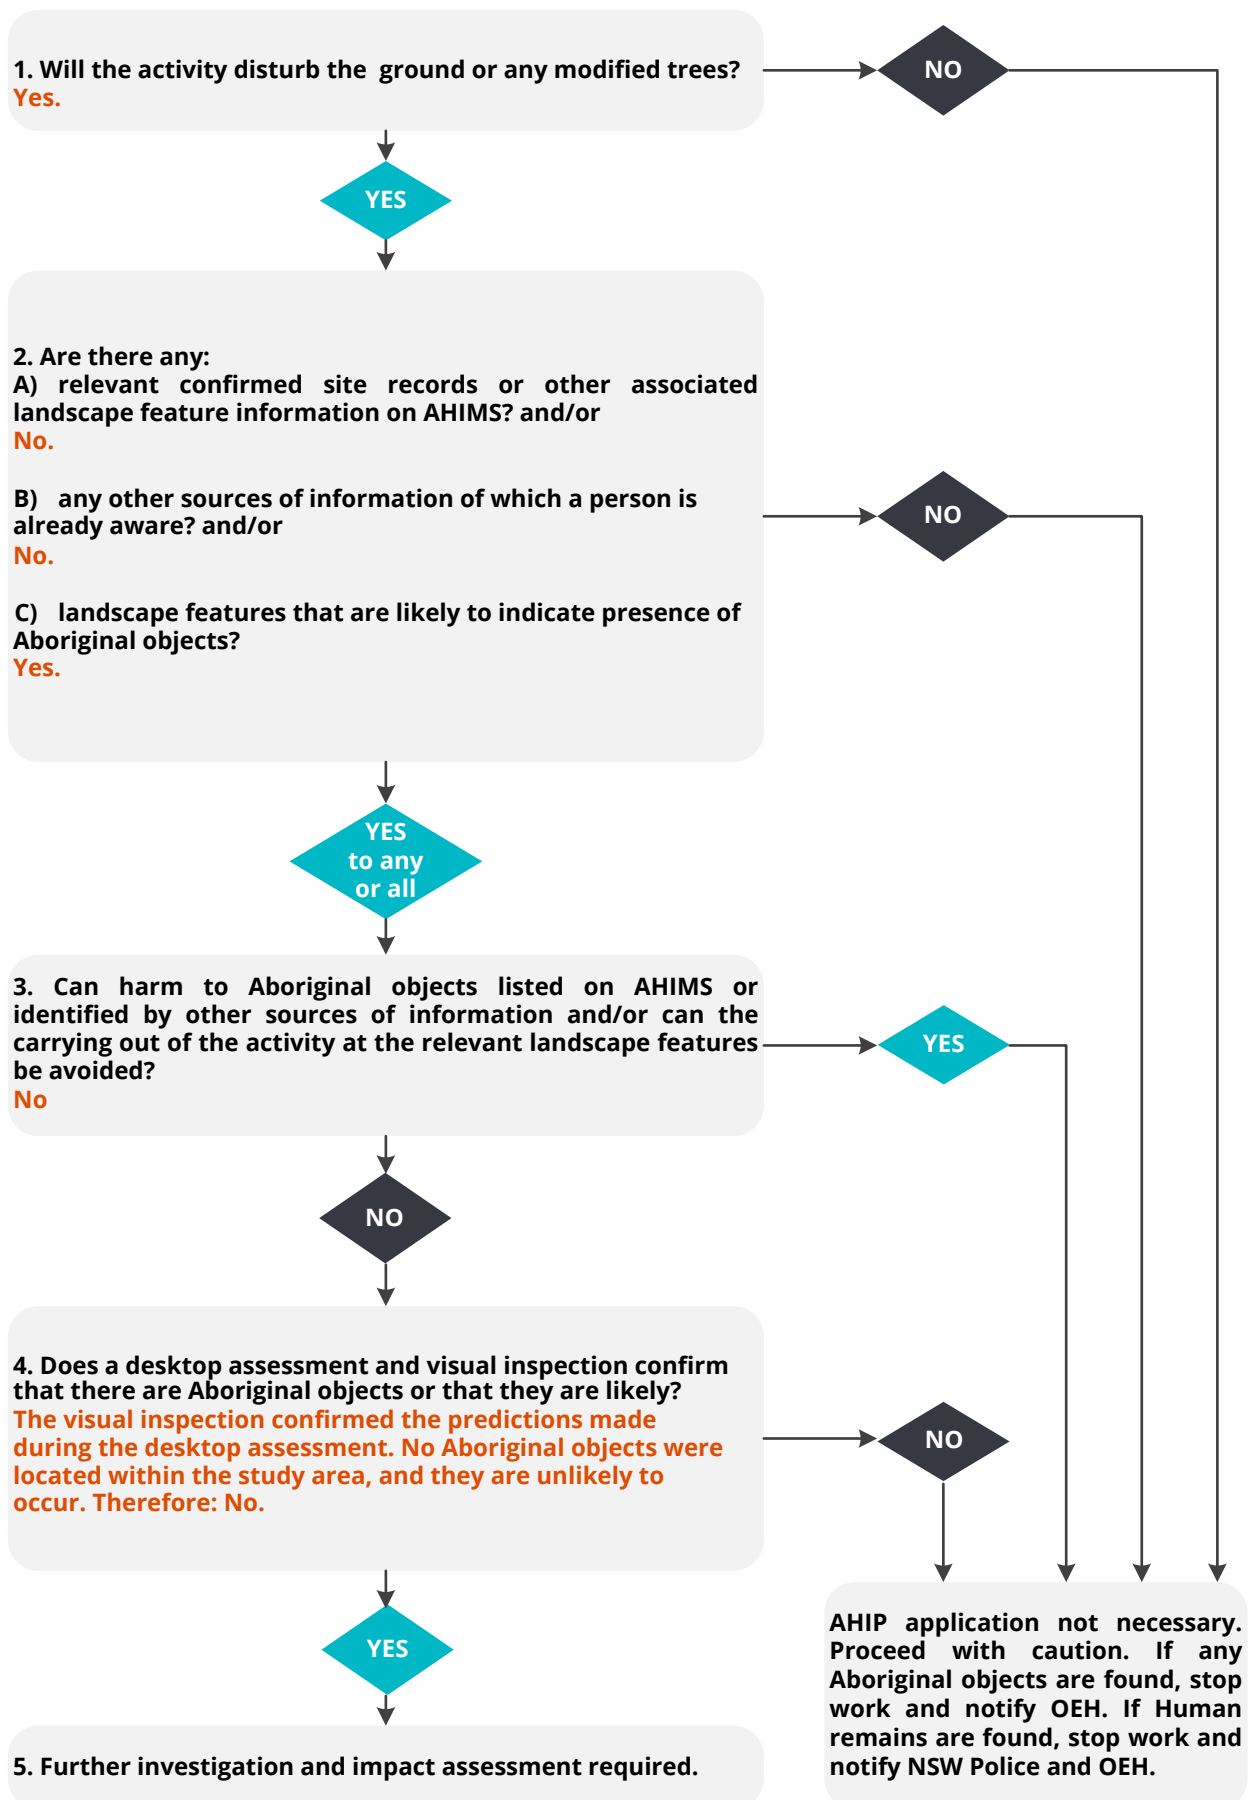 1. Will the activity disturb the ground or any modified trees?
Yes.
NO
YES
2. Are there any:
A) relevant confirmed site records or other associated
landscape feature information on AHIMS? and/or
No.
B) any other sources of information of which a person is
already aware? and/or
No.
C) landscape features that are likely to indicate presence of
Aboriginal objects?
Yes.
NO
YES
to any
or all
3. Can harm to Aboriginal objects listed on AHIMS or
identified by other sources of information and/or can the
carrying out of the activity at the relevant landscape features
be avoided?
No
YES
NO
4. Does a desktop assessment and visual inspection confirm
that there are Aboriginal objects or that they are likely?
The visual inspection confirmed the predictions made
during the desktop assessment. No Aboriginal objects were
located within the study area, and they are unlikely to
occur. Therefore: No.
NO
YES
5. Further investigation and impact assessment required.
AHIP application not necessary.
Proceed with caution. If any
Aboriginal objects are found, stop
work and notify OEH. If Human
remains are found, stop work and
notify NSW Police and OEH.